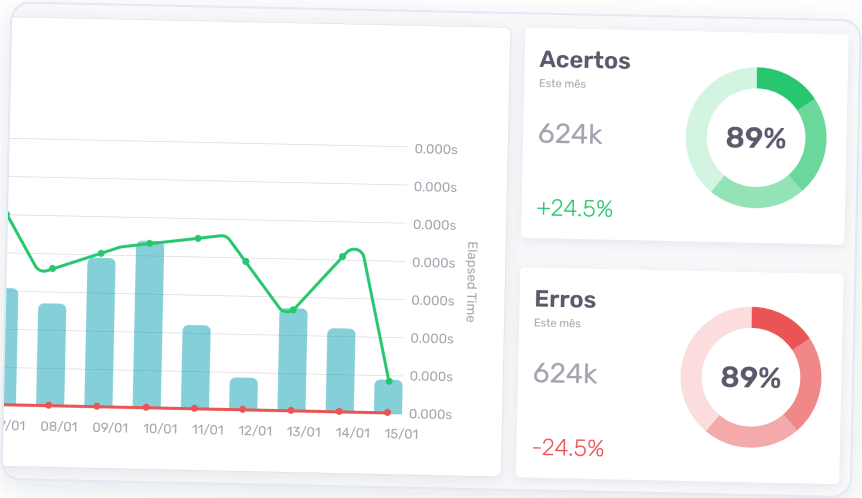 0.000s
0.000s
0.000s
0.000s
0.000s
0.000s
0.000s
0.000s
Elapsed Time
/01 08/01 09/01 10/01 11/01 12/01 13/01 14/01 15/01
Acertos
Este mês
624k
+24.5%
89%
Erros
Este mês
624k
-24.5%
89%